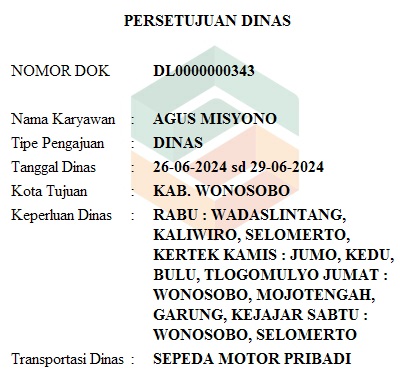 PERSETUJUAN DINAS
NOMOR DOK DL0000000343
Nama Karyawan : AGUS MISYONO
Tipe Pengajuan : DINAS
Tanggal Dinas : 26-06-2024 sd 29-06-2024
Kota Tujuan : KAB. WONOSOBO
Keperluan Dinas : RABU : WADASLINTANG,
KALIWIRO, SELOMERTO,
KERTEK KAMIS : JUMO, KEDU,
BULU, TLOGOMULYO JUMAT :
WONOSOBO, MOJOTENGAH,
GARUNG, KEJAJAR SABTU :
WONOSOBO, SELOMERTO
Transportasi Dinas : SEPEDA MOTOR PRIBADI